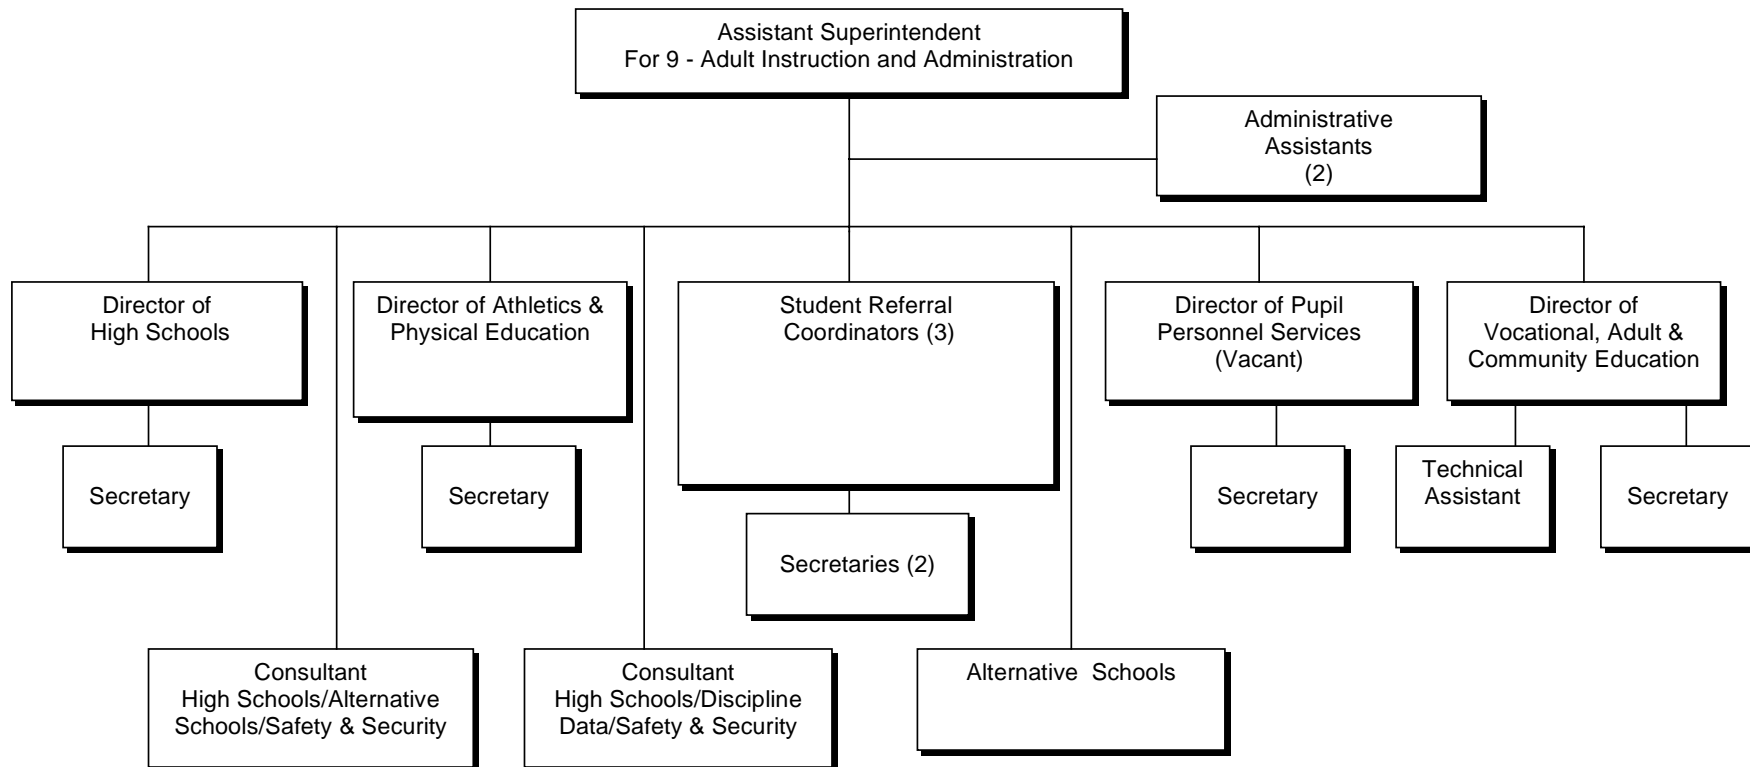 Assistant Superintendent
For 9 - Adult Instruction and Administration
Administrative
Assistants
(2)
Director of
High Schools
Director of Athletics &
Physical Education
Student Referral
Coordinators (3)
Director of Pupil
Personnel Services
(Vacant)
Director of
Vocational, Adult &
Community Education
Secretary
Secretary
Secretaries (2)
Secretary
Technical
Assistant
Secretary
Consultant
High Schools/Alternative
Schools/Safety & Security
Consultant
High Schools/Discipline
Data/Safety & Security
Alternative Schools